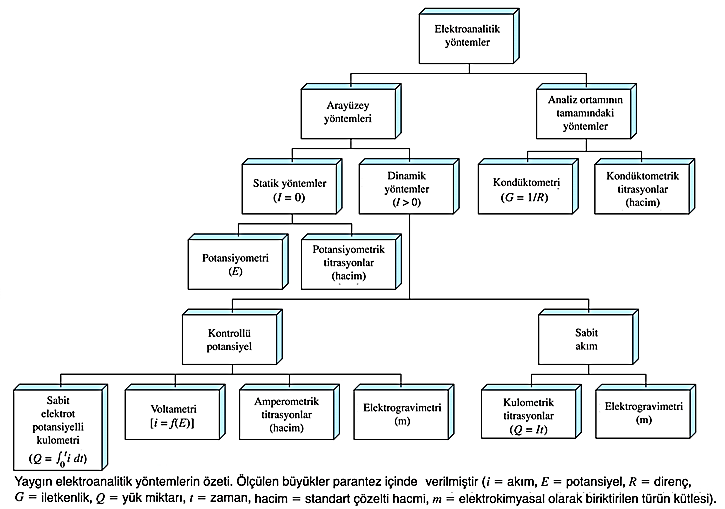 Elektroanalitik
yöntemler
Arayüzey
yöntemleri
Analiz ortamının
tamamındaki
yöntemler
Statik yöntemler
(I = 0)
Dinamik
yöntemler
(I > 0)
Kondüktometri
(G = 1/R)
Kondüktometrik
titrasyonlar
(hacim)
Potansiyometri
(E)
Potansiyometrik
titrasyonlar
(hacim)
Kontrollü
potansiyel
Sabit
akım
Sabit
elektrot
potansiyelli
kulometri
(Q = ∫₀ᵗ i dt)
Voltametri
[i = f(E)]
Amperometrik
titrasyonlar
(hacim)
Elektrogravimetri
(m)
Kulometrik
titrasyonlar
(Q = It)
Elektrogravimetri
(m)
Yaygın elektroanalitik yöntemlerin özeti. Ölçülen büyükler parantez içinde verilmiştir (i = akım, E = potansiyel, R = direnç,
G = iletkenlik, Q = yük miktarı, t = zaman, hacim = standart çözelti hacmi, m = elektrokimyasal olarak biriktirilen türün kütlesi).